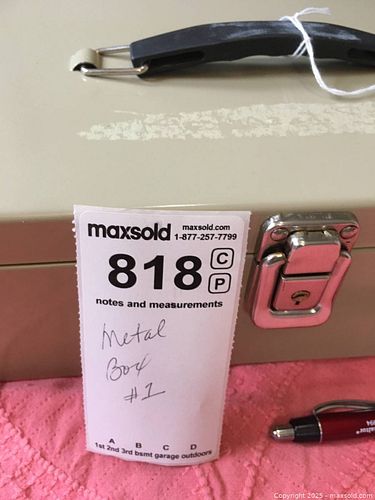 maxsold maxsold.com
1-877-257-7799
818 C
P
notes and measurements
Metal
Box
#1
A B C D
1st 2nd 3rd bsmt garage outdoors
Copyright 2025 - maxsold.com